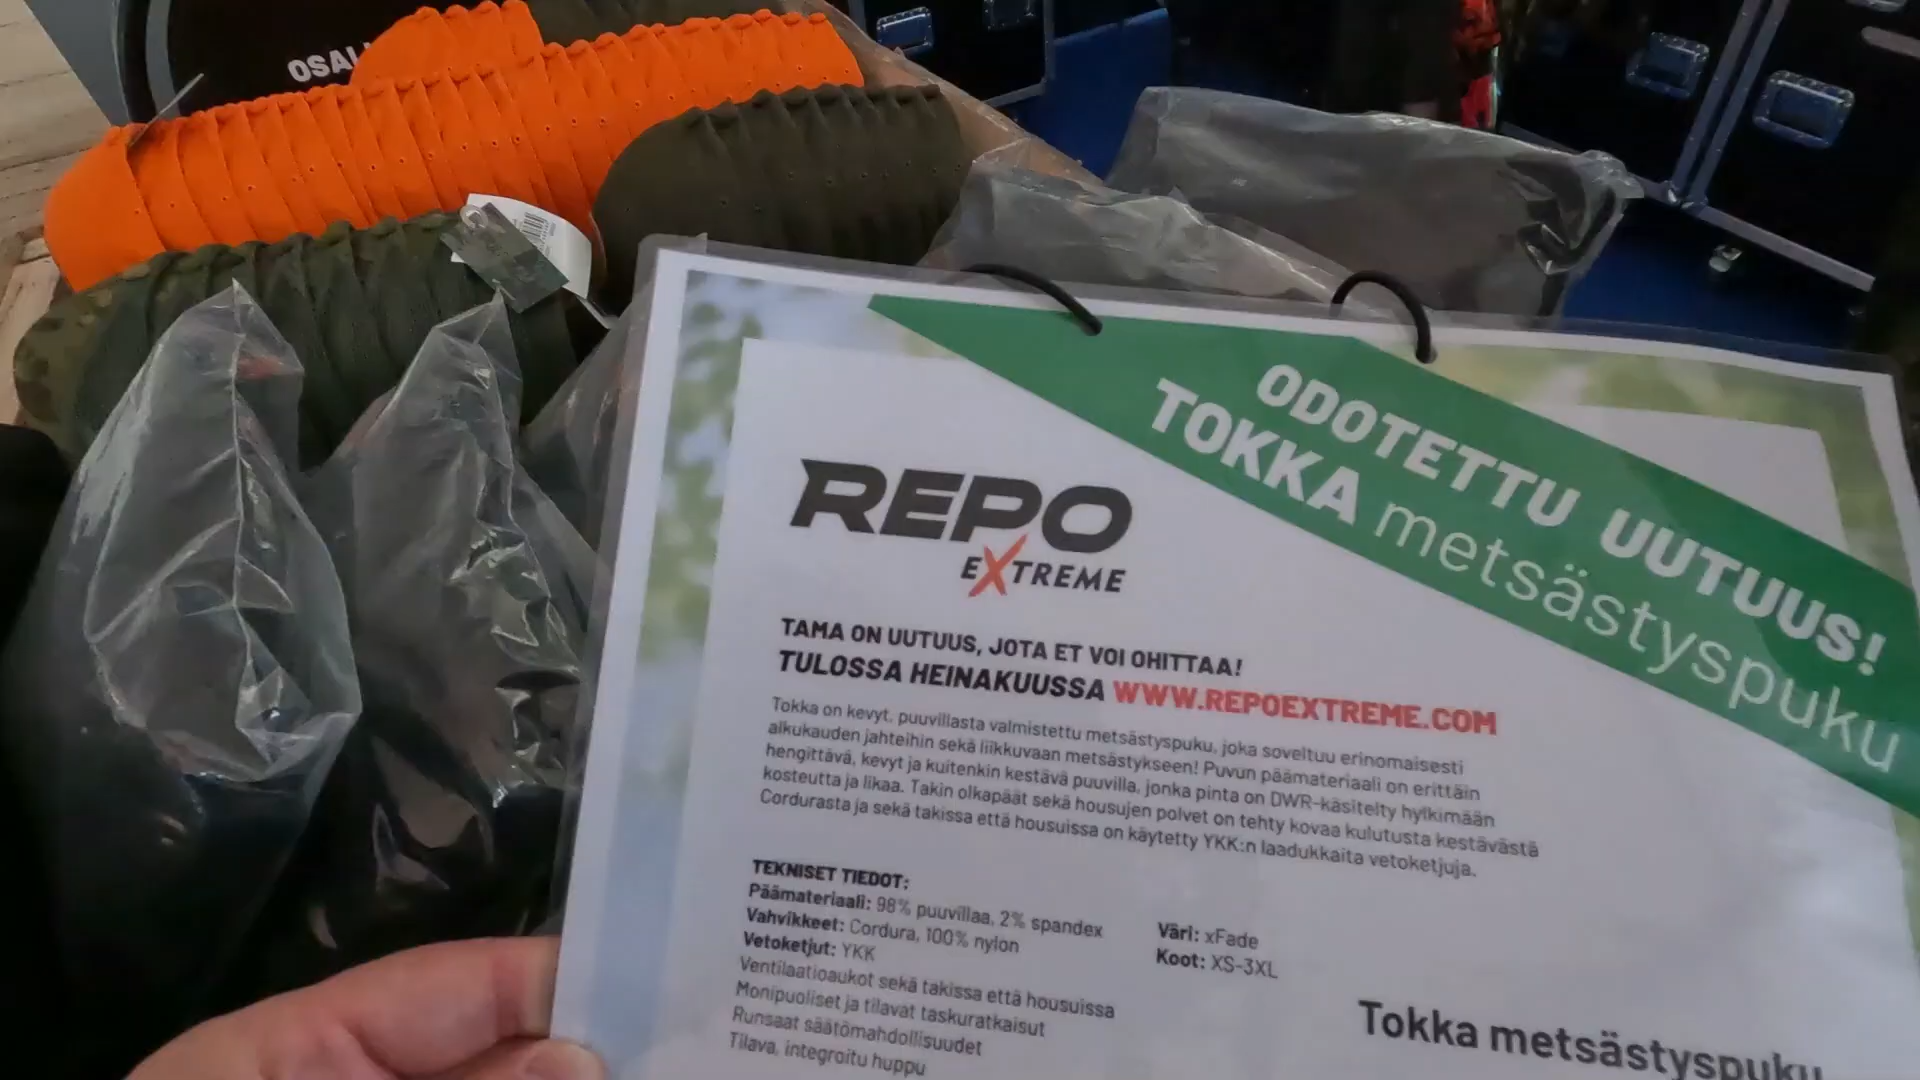 OSAL
ODOTETTU UUTUUS!
TOKKA metsästyspuku
REPO
EXTREME
TAMA ON UUTUUS, JOTA ET VOI OHITTAA!
TULOSSA HEINAKUUSSA WWW.REPOEXTREME.COM
Tokka on kevyt, puuvillasta valmistettu metsästyspuku, joka soveltuu erinomaisesti
alkukauden jahteihin sekä liikkuvaan metsästykseen! Puvun päämateriaali on erittäin
hengittävä, kevyt ja kuitenkin kestävä puuvilla, jonka pinta on DWR-käsitelty hylkimään
kosteutta ja likaa. Takin olkapäät sekä housujen polvet on tehty kovaa kulutusta kestävästä
Cordurasta ja sekä takissa että housuissa on käytetty YKK:n laadukkaita vetoketjuja.
TEKNISET TIEDOT:
Päämateriaali: 98% puuvillaa, 2% spandex
Vahvikkeet: Cordura, 100% nylon
Vetoketjut: YKK
Ventilaatioaukot sekä takissa että housuissa
Monipuoliset ja tilavat taskuratkaisut
Runsaat säätömahdollisuudet
Tilava, integroitu huppu
Väri: xFade
Koot: XS-3XL
Tokka metsästyspuku